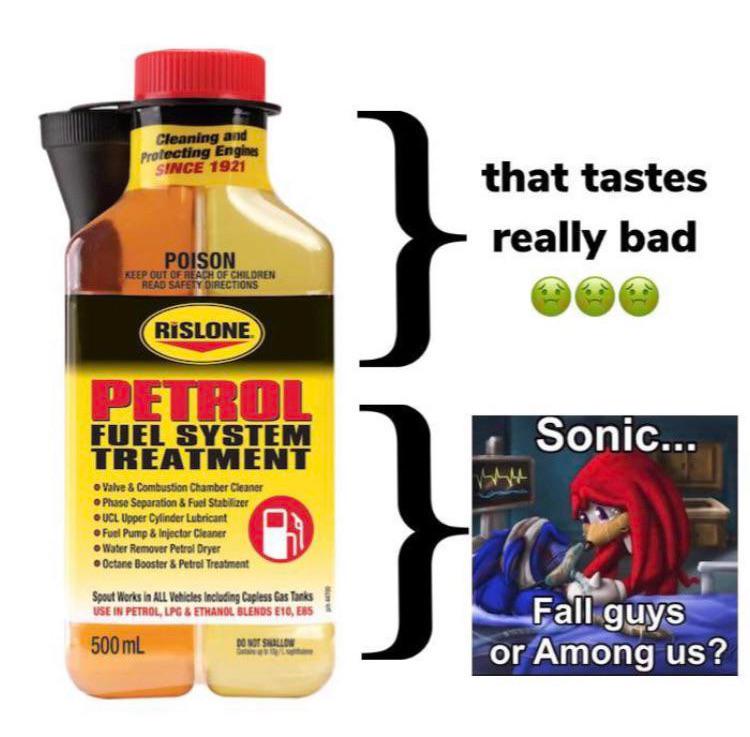 Cleaning and
Protecting Engines
SINCE 1921
POISON
KEEP OUT OF REACH OF CHILDREN
READ SAFETY DIRECTIONS
RiSLONE
PETROL
FUEL SYSTEM
TREATMENT
Valve & Combustion Chamber Cleaner
Phase Separation & Fuel Stabilizer
UCL Upper Cylinder Lubricant
Fuel Pump & Injector Cleaner
Water Remover Petrol Dryer
Octane Booster & Petrol Treatment
Spout Works in ALL Vehicles Including Capless Gas Tanks
USE IN PETROL, LPG & ETHANOL BLENDS E10, E85
500 mL
DO NOT SWALLOW
that tastes
really bad
🤢🤢🤢
Sonic...
Fall guys
or Among us?